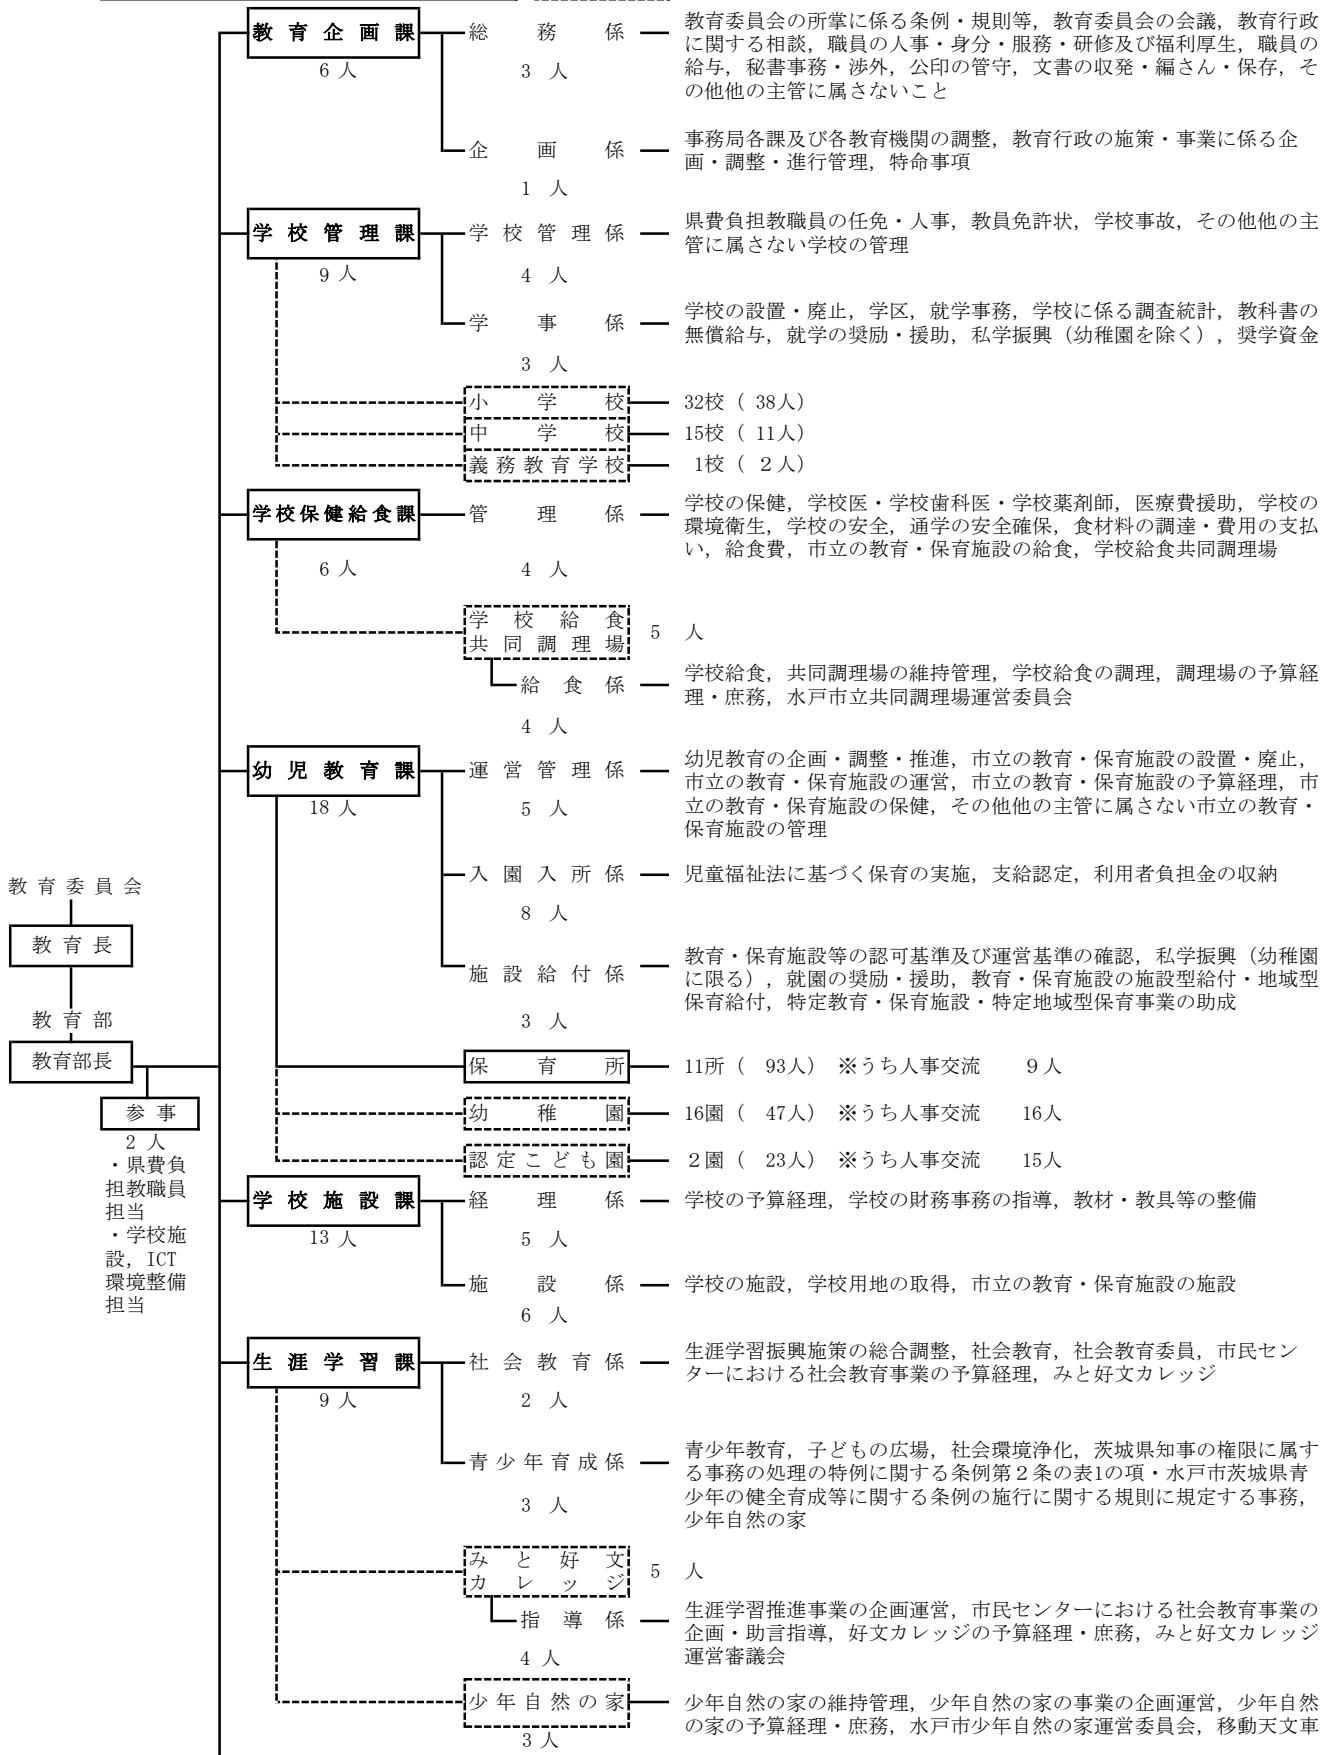 教育企画課
6人
総務係
3人
教育委員会の所掌に係る条例・規則等，教育委員会の会議，教育行政
に関する相談，職員の人事・身分・服務・研修及び福利厚生，職員の
給与，秘書事務・渉外，公印の管守，文書の収発・編さん・保存，そ
の他他の主管に属さないこと
企画係
1人
事務局各課及び各教育機関の調整，教育行政の施策・事業に係る企
画・調整・進行管理，特命事項
学校管理課
9人
学校管理係
4人
県費負担教職員の任免・人事，教員免許状，学校事故，その他他の主
管に属さない学校の管理
学事係
3人
学校の設置・廃止，学区，就学事務，学校に係る調査統計，教科書の
無償給与，就学の奨励・援助，私学振興（幼稚園を除く），奨学資金
小学校
32校（ 38人）
中学校
15校（ 11人）
義務教育学校
1校（ 2人）
学校保健給食課
6人
管理係
4人
学校の保健，学校医・学校歯科医・学校薬剤師，医療費援助，学校の
環境衛生，学校の安全，通学の安全確保，食材料の調達・費用の支払
い，給食費，市立の教育・保育施設の給食，学校給食共同調理場
学校給食
共同調理場
5人
給食係
4人
学校給食，共同調理場の維持管理，学校給食の調理，調理場の予算経
理・庶務，水戸市立共同調理場運営委員会
幼児教育課
18人
運営管理係
5人
幼児教育の企画・調整・推進，市立の教育・保育施設の設置・廃止，
市立の教育・保育施設の運営，市立の教育・保育施設の予算経理，市
立の教育・保育施設の保健，その他他の主管に属さない市立の教育・
保育施設の管理
入園入所係
8人
児童福祉法に基づく保育の実施，支給認定，利用者負担金の収納
施設給付係
3人
教育・保育施設等の認可基準及び運営基準の確認，私学振興（幼稚園
に限る），就園の奨励・援助，教育・保育施設の施設型給付・地域型
保育給付，特定教育・保育施設・特定地域型保育事業の助成
教育委員会
教育長
教育部
教育部長
参事
2人
・県費負
担教職員
担当
・学校施
設，ICT
環境整備
担当
保育所
11所（ 93人） ※うち人事交流 9人
幼稚園
16園（ 47人） ※うち人事交流 16人
認定こども園
2園（ 23人） ※うち人事交流 15人
学校施設課
13人
経理係
5人
学校の予算経理，学校の財務事務の指導，教材・教具等の整備
施設係
6人
学校の施設，学校用地の取得，市立の教育・保育施設の施設
生涯学習課
9人
社会教育係
2人
生涯学習振興施策の総合調整，社会教育，社会教育委員，市民セン
ターにおける社会教育事業の予算経理，みと好文カレッジ
青少年育成係
3人
青少年教育，子どもの広場，社会環境浄化，茨城県知事の権限に属す
る事務の処理の特例に関する条例第2条の表1の項・水戸市茨城県青
少年の健全育成等に関する条例の施行に関する規則に規定する事務，
少年自然の家
みと好文
カレッジ
5人
指導係
4人
生涯学習推進事業の企画運営，市民センターにおける社会教育事業の
企画・助言指導，好文カレッジの予算経理・庶務，みと好文カレッジ
運営審議会
少年自然の家
3人
少年自然の家の維持管理，少年自然の家の事業の企画運営，少年自然
の家の予算経理・庶務，水戸市少年自然の家運営委員会，移動天文車